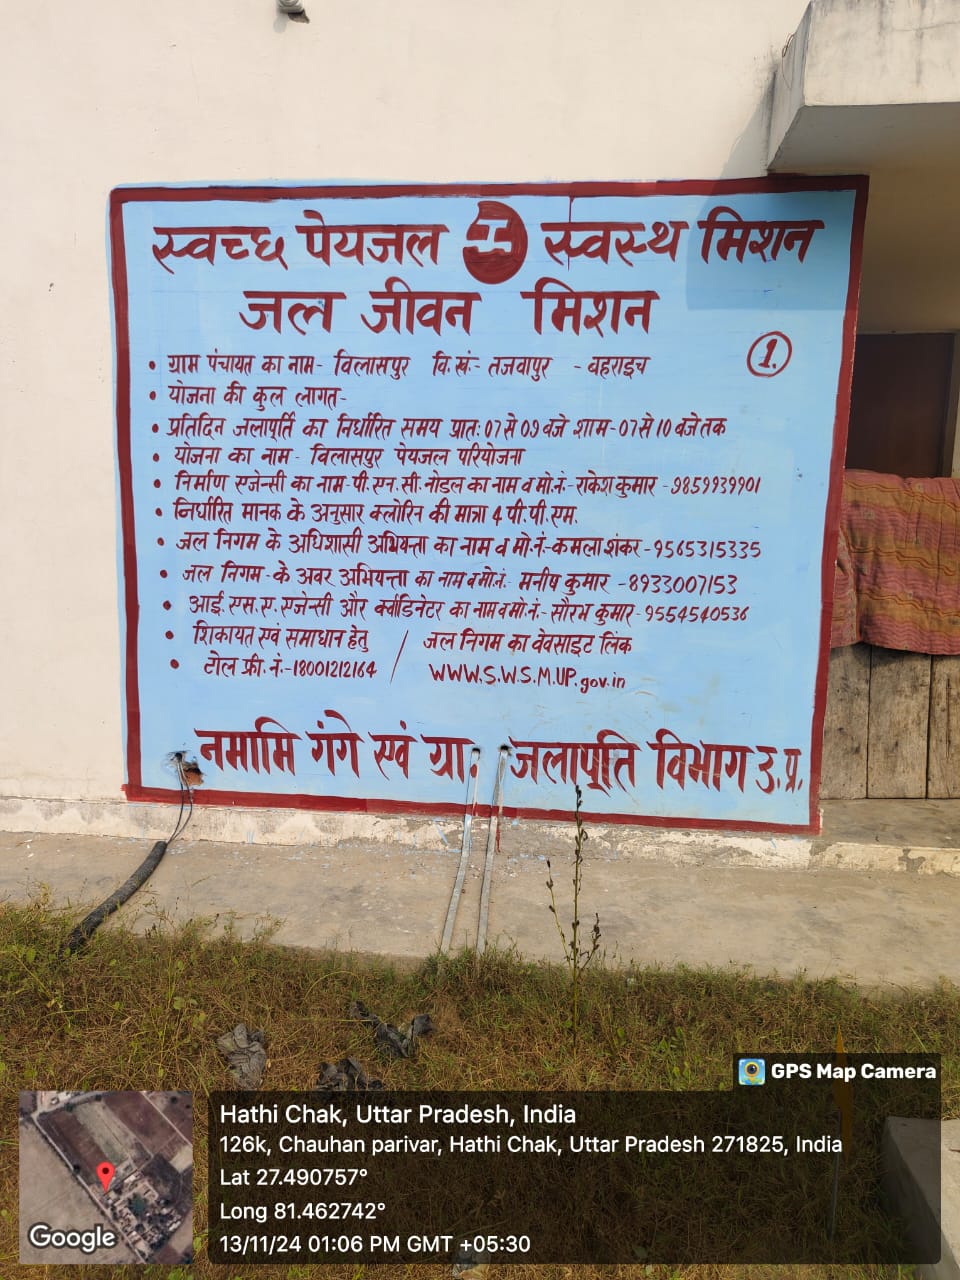 स्वच्छ पेयजल स्वस्थ मिशन
जल जीवन मिशन
1.
• ग्राम पंचायत का नाम- विलासपुर वि.खं:- तजवापुर - वहराइच
• योजना की कुल लागत-
• प्रतिदिन जलापूर्ति का निर्धारित समय प्रातः 07 से 09 बजे शाम-07 से 10 बजे तक
• योजना का नाम- विलासपुर पेयजल परियोजना
• निर्माण एजेन्सी का नाम-पी.एन.सी. नोडल का नाम व मो.नं-राकेश कुमार -9859939901
• निर्धारित मानक के अनुसार क्लोरिन की मात्रा 4 पी.पी.एम.
• जल निगम के अधिशासी अभियन्ता का नाम व मो.नं-कमला शंकर-9565315335
• जल निगम-के अवर अभियन्ता का नाम व मो.नं.- मनीष कुमार -8933007153
• आई.एस.ए.एजेन्सी और क्वार्डिनेटर का नाम व मो.नं.-सौरभ कुमार-9554540536
• शिकायत एवं समाधान हेतु / जल निगम का वेवसाइट लिंक
• टोल फ्री.नं.-18001212164 / WWW.S.W.S.M.UP.gov.in
नमामि गंगे एवं ग्रा. जलापूर्ति विभाग उ.प्र.
GPS Map Camera
Hathi Chak, Uttar Pradesh, India
126k, Chauhan parivar, Hathi Chak, Uttar Pradesh 271825, India
Lat 27.490757°
Long 81.462742°
13/11/24 01:06 PM GMT +05:30
Google